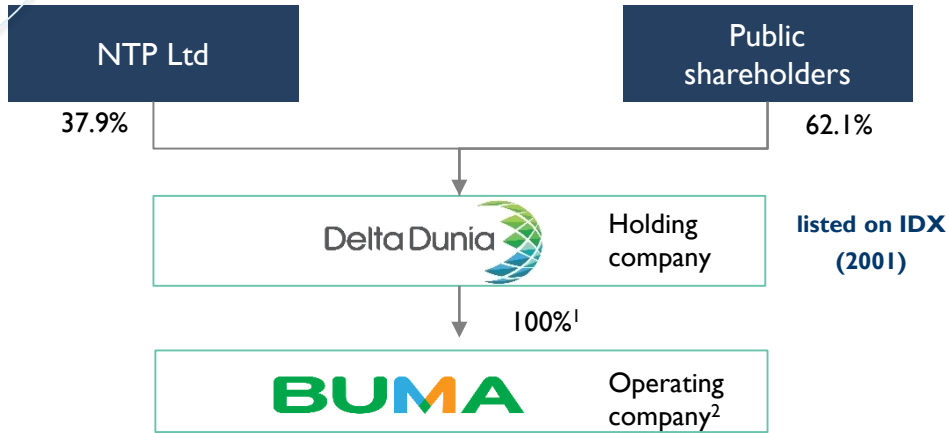 NTP Ltd
Public
shareholders
37.9%
62.1%
Delta Dunia
Holding
company
listed on IDX
(2001)
100%¹
BUMA
Operating
company²